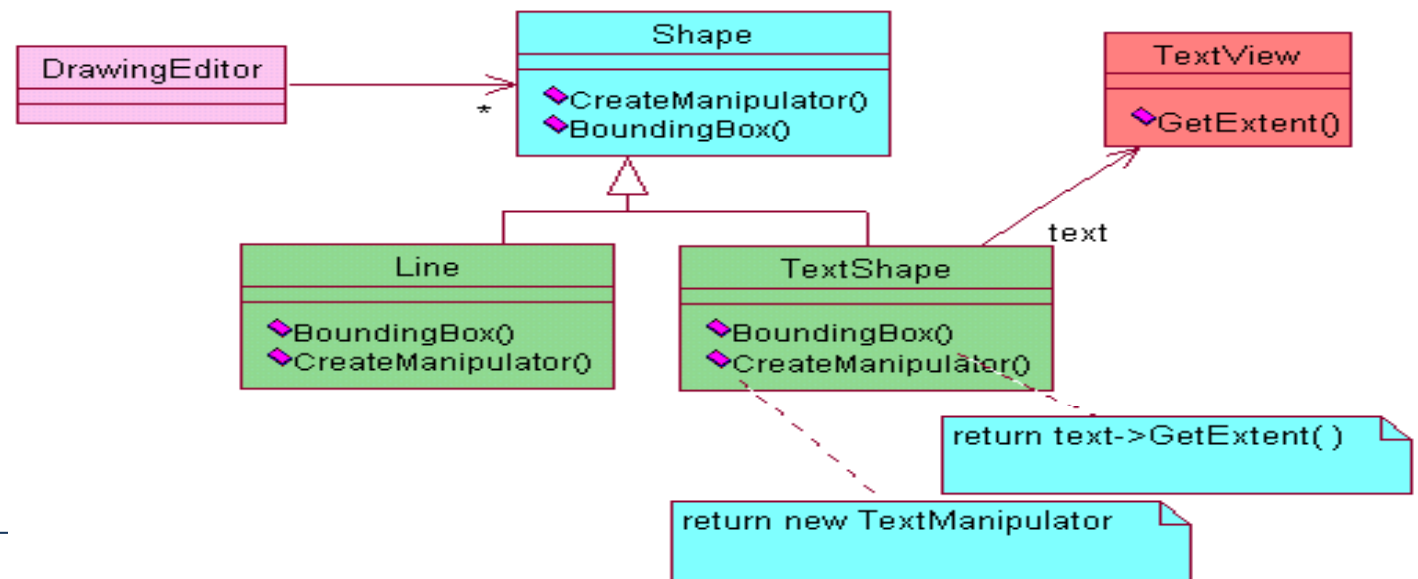 DrawingEditor
*
Shape
CreateManipulator()
BoundingBox()
TextView
GetExtent()
text
Line
BoundingBox()
CreateManipulator()
TextShape
BoundingBox()
CreateManipulator()
return text->GetExtent( )
return new TextManipulator